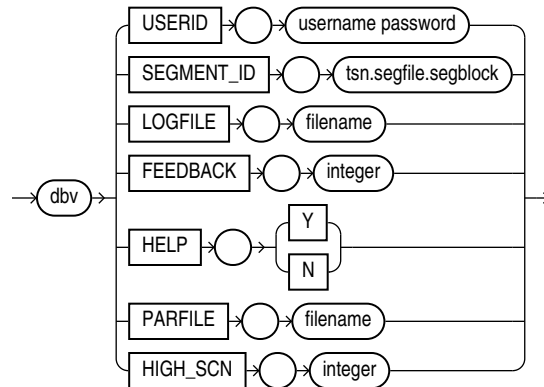 USERID username password
SEGMENT_ID tsn.segfile.segblock
LOGFILE filename
FEEDBACK integer
dbv
Y
HELP
N
PARFILE filename
HIGH_SCN integer